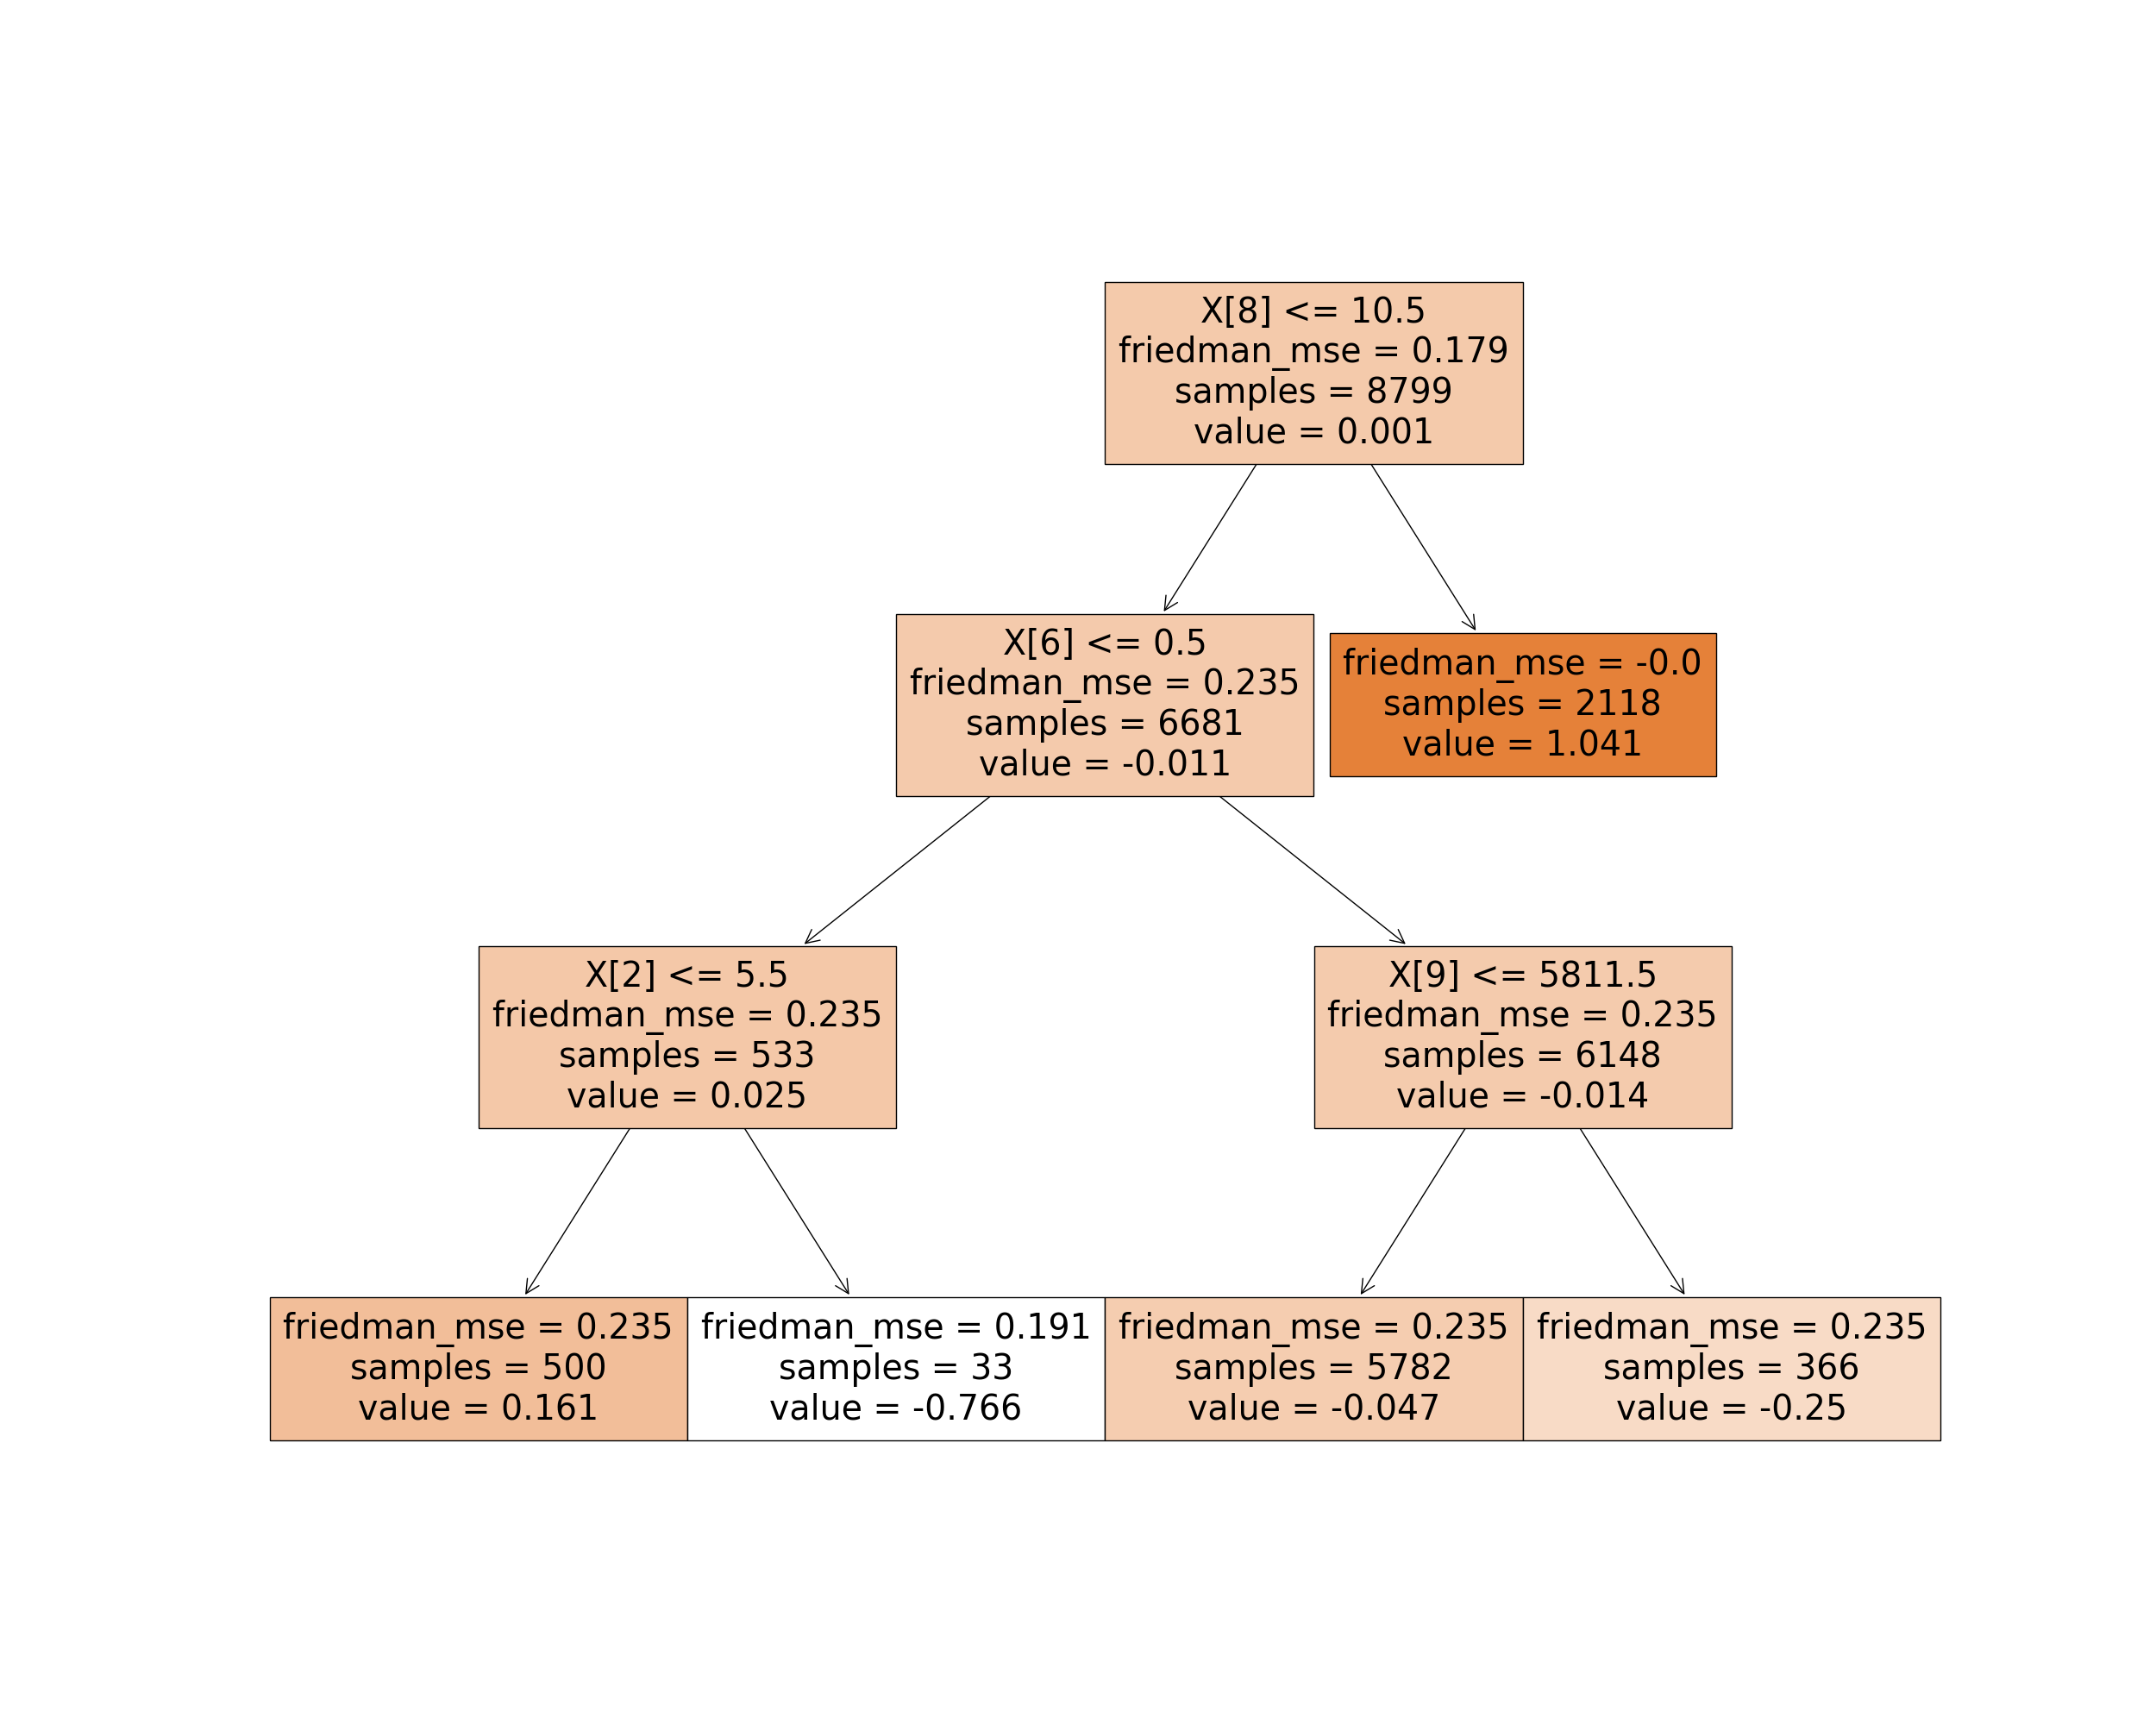 X[8] <= 10.5
friedman_mse = 0.179
samples = 8799
value = 0.001
X[6] <= 0.5
friedman_mse = 0.235
samples = 6681
value = -0.011
friedman_mse = -0.0
samples = 2118
value = 1.041
X[2] <= 5.5
friedman_mse = 0.235
samples = 533
value = 0.025
X[9] <= 5811.5
friedman_mse = 0.235
samples = 6148
value = -0.014
friedman_mse = 0.235
samples = 500
value = 0.161
friedman_mse = 0.191
samples = 33
value = -0.766
friedman_mse = 0.235
samples = 5782
value = -0.047
friedman_mse = 0.235
samples = 366
value = -0.25